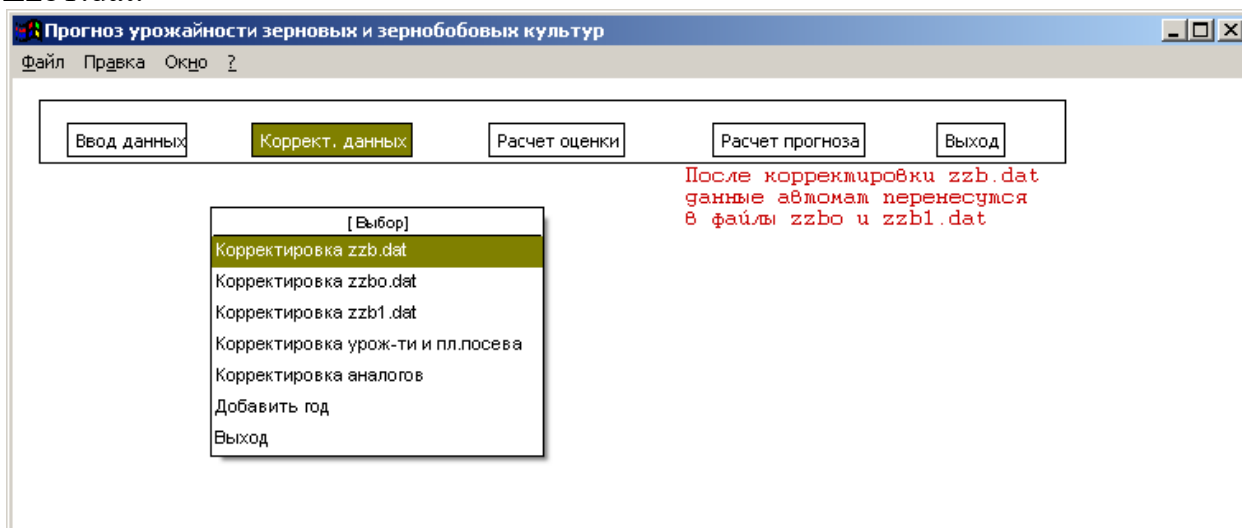 Прогноз урожайности зерновых и зернобобовых культур
Файл Правка Окно ?
Ввод данных Коррект. данных Расчет оценки Расчет прогноза Выход
После корректировки zzb.dat
данные автомат перенесутся
в файлы zzbo и zzb1.dat
[Выбор]
Корректировка zzb.dat
Корректировка zzbo.dat
Корректировка zzb1.dat
Корректировка урож-ти и пл.посева
Корректировка аналогов
Добавить год
Выход